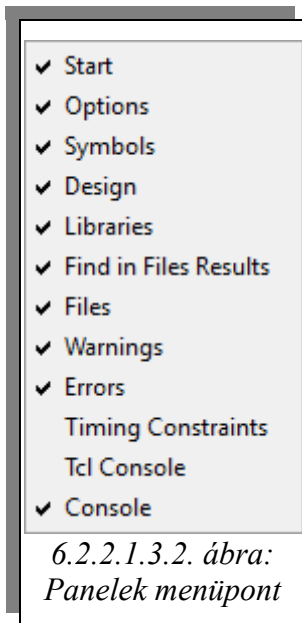 Start
Options
Symbols
Design
Libraries
Find in Files Results
Files
Warnings
Errors
Timing Constraints
Tcl Console
Console
6.2.2.1.3.2. ábra:
Panelek menüpont